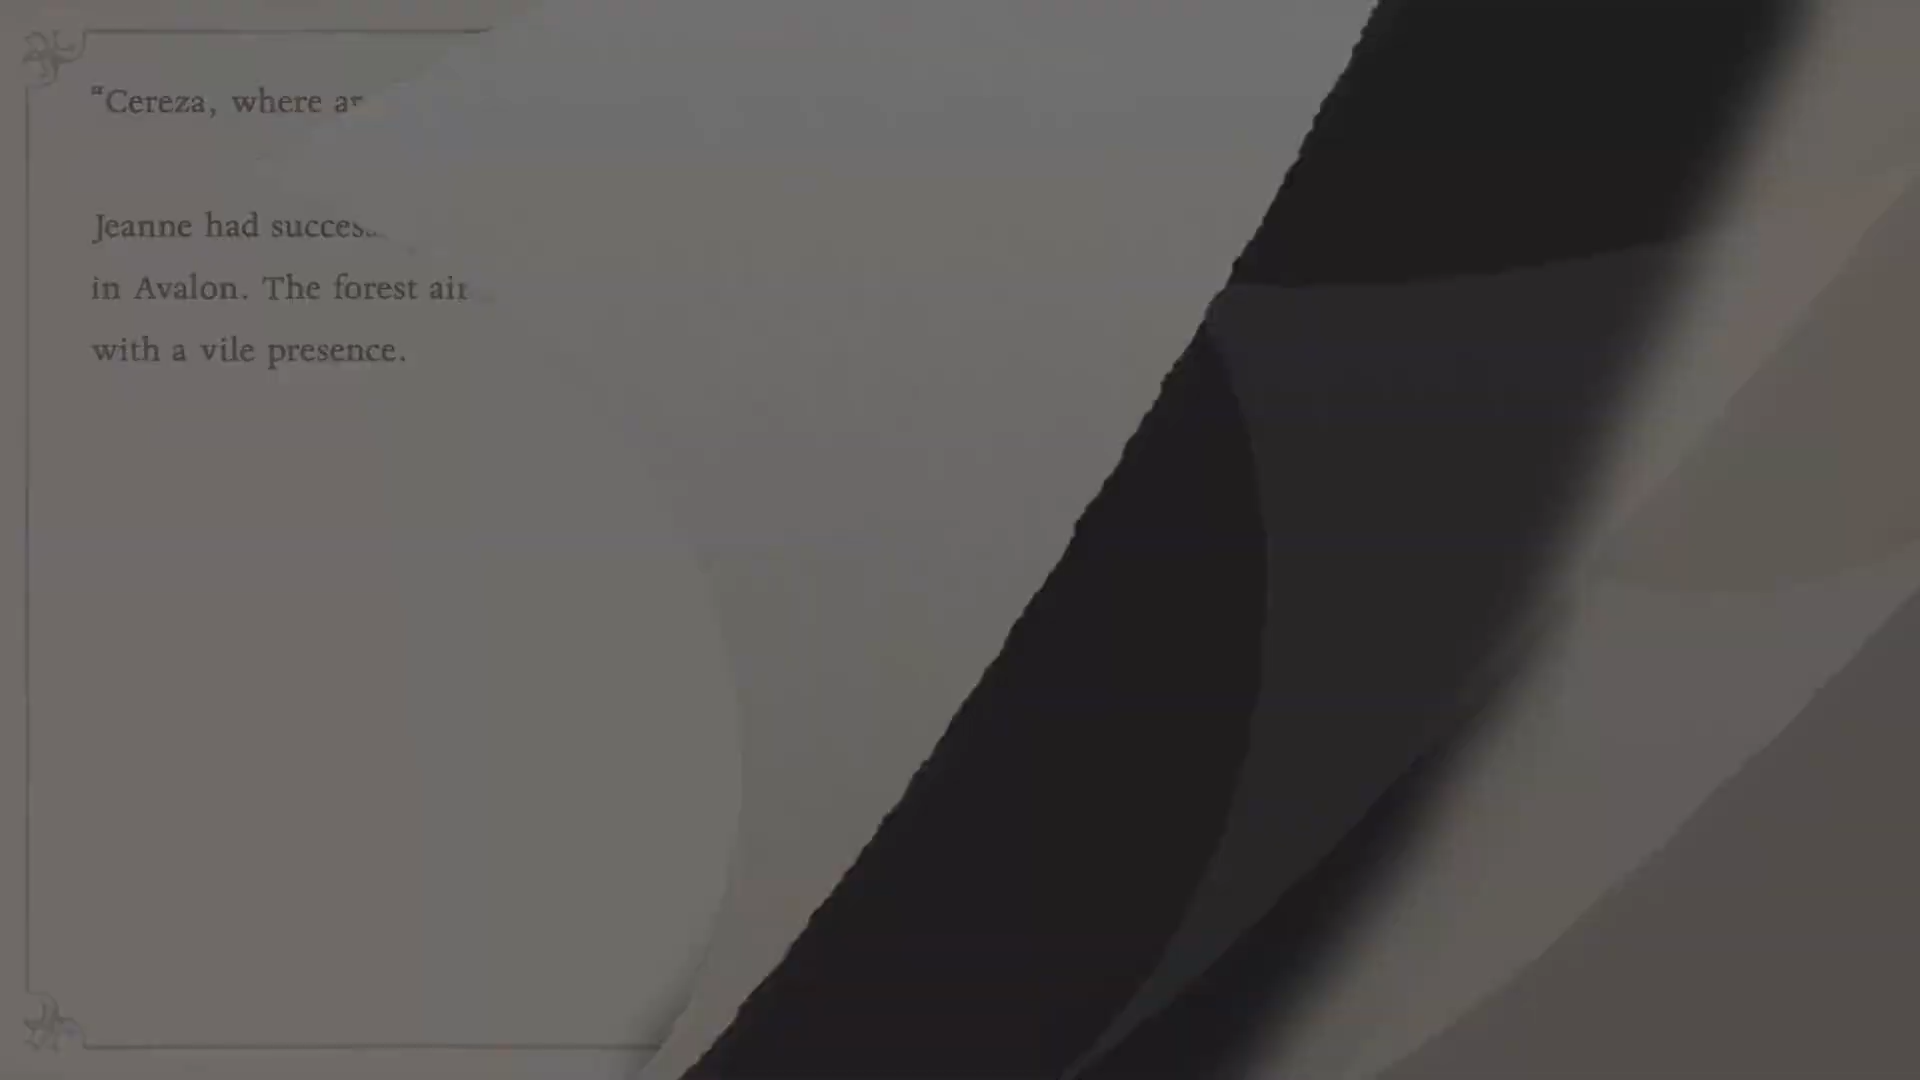 “Cereza, where
Jeanne had
in Avalon. The forest
with a vile presence.